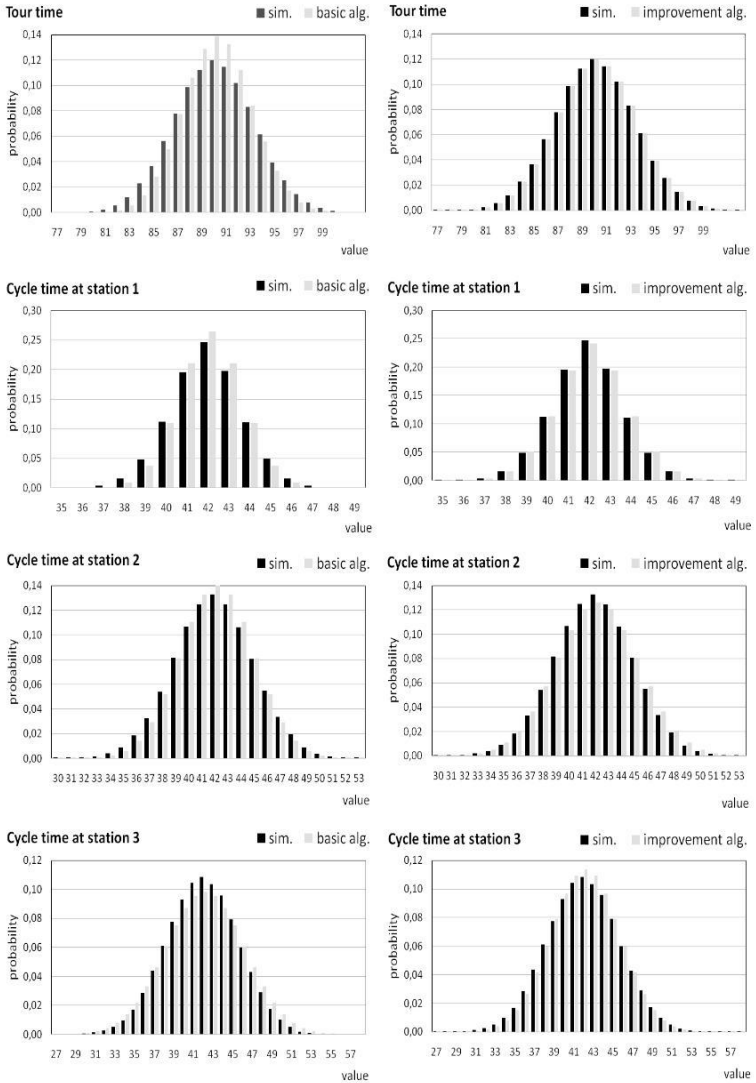 Tour time
sim. basic alg.
probability
0,14
0,12
0,10
0,08
0,06
0,04
0,02
0,00
77 79 81 83 85 87 89 91 93 95 97 99
value
Tour time
sim. improvement alg.
probability
0,14
0,12
0,10
0,08
0,06
0,04
0,02
0,00
77 79 81 83 85 87 89 91 93 95 97 99
value
Cycle time at station 1
sim. basic alg.
probability
0,30
0,25
0,20
0,15
0,10
0,05
0,00
35 36 37 38 39 40 41 42 43 44 45 46 47 48 49
value
Cycle time at station 1
sim. improvement alg.
probability
0,30
0,25
0,20
0,15
0,10
0,05
0,00
35 36 37 38 39 40 41 42 43 44 45 46 47 48 49
value
Cycle time at station 2
sim. basic alg.
probability
0,14
0,12
0,10
0,08
0,06
0,04
0,02
0,00
30 31 32 33 34 35 36 37 38 39 40 41 42 43 44 45 46 47 48 49 50 51 52 53
value
Cycle time at station 2
sim. improvement alg.
probability
0,14
0,12
0,10
0,08
0,06
0,04
0,02
0,00
30 31 32 33 34 35 36 37 38 39 40 41 42 43 44 45 46 47 48 49 50 51 52 53
value
Cycle time at station 3
sim. basic alg.
probability
0,12
0,10
0,08
0,06
0,04
0,02
0,00
27 29 31 33 35 37 39 41 43 45 47 49 51 53 55 57
value
Cycle time at station 3
sim. improvement alg.
probability
0,12
0,10
0,08
0,06
0,04
0,02
0,00
27 29 31 33 35 37 39 41 43 45 47 49 51 53 55 57
value